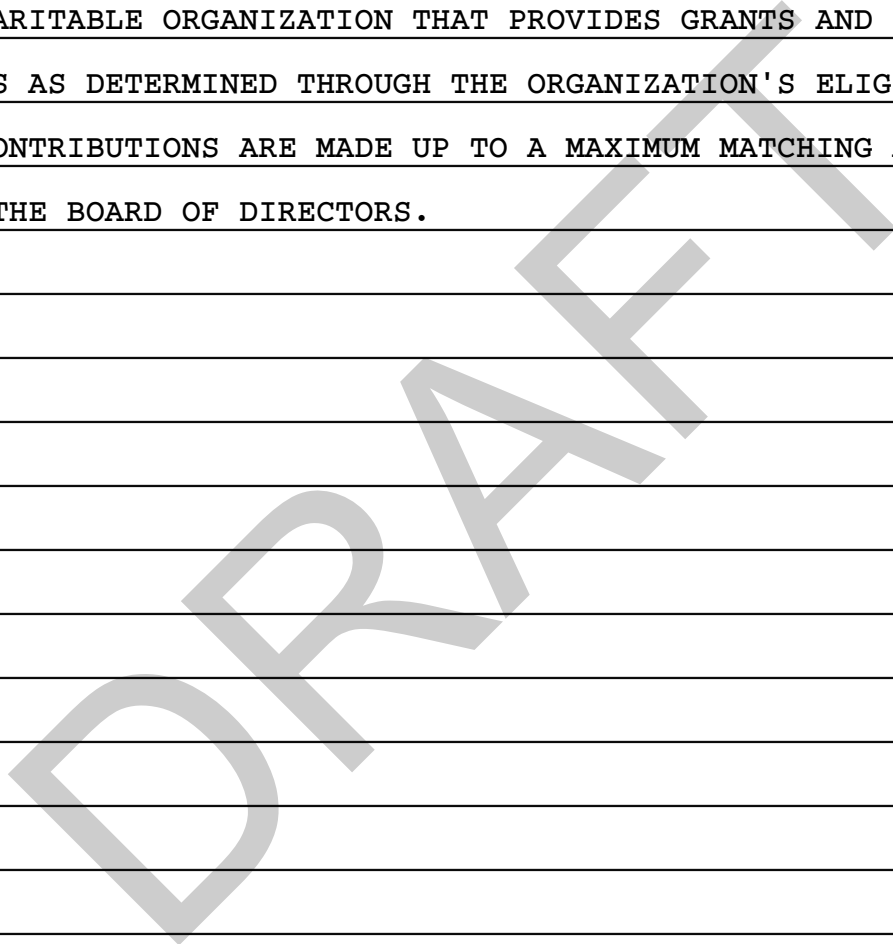 ARITABLE ORGANIZATION THAT PROVIDES GRANTS AND
S AS DETERMINED THROUGH THE ORGANIZATION'S ELIG
ONTRIBUTIONS ARE MADE UP TO A MAXIMUM MATCHING
THE BOARD OF DIRECTORS.
DRAFT